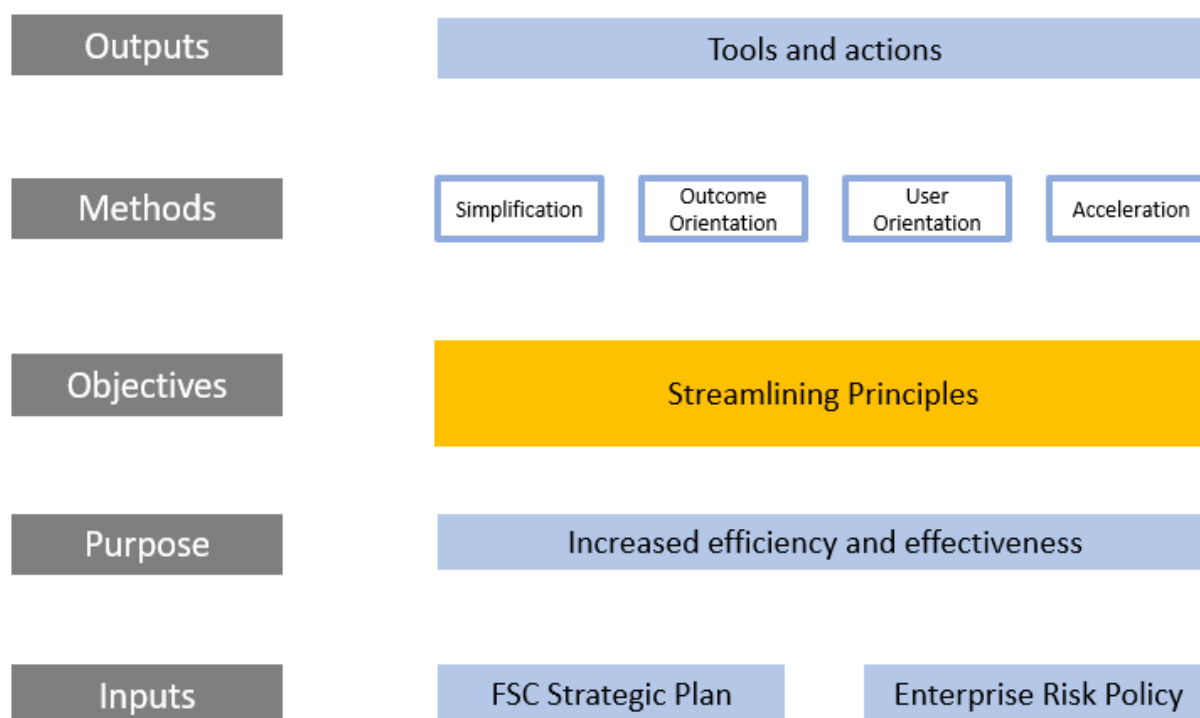 Outputs
Tools and actions
Methods
Simplification
Outcome
Orientation
User
Orientation
Acceleration
Objectives
Streamlining Principles
Purpose
Increased efficiency and effectiveness
Inputs
FSC Strategic Plan
Enterprise Risk Policy